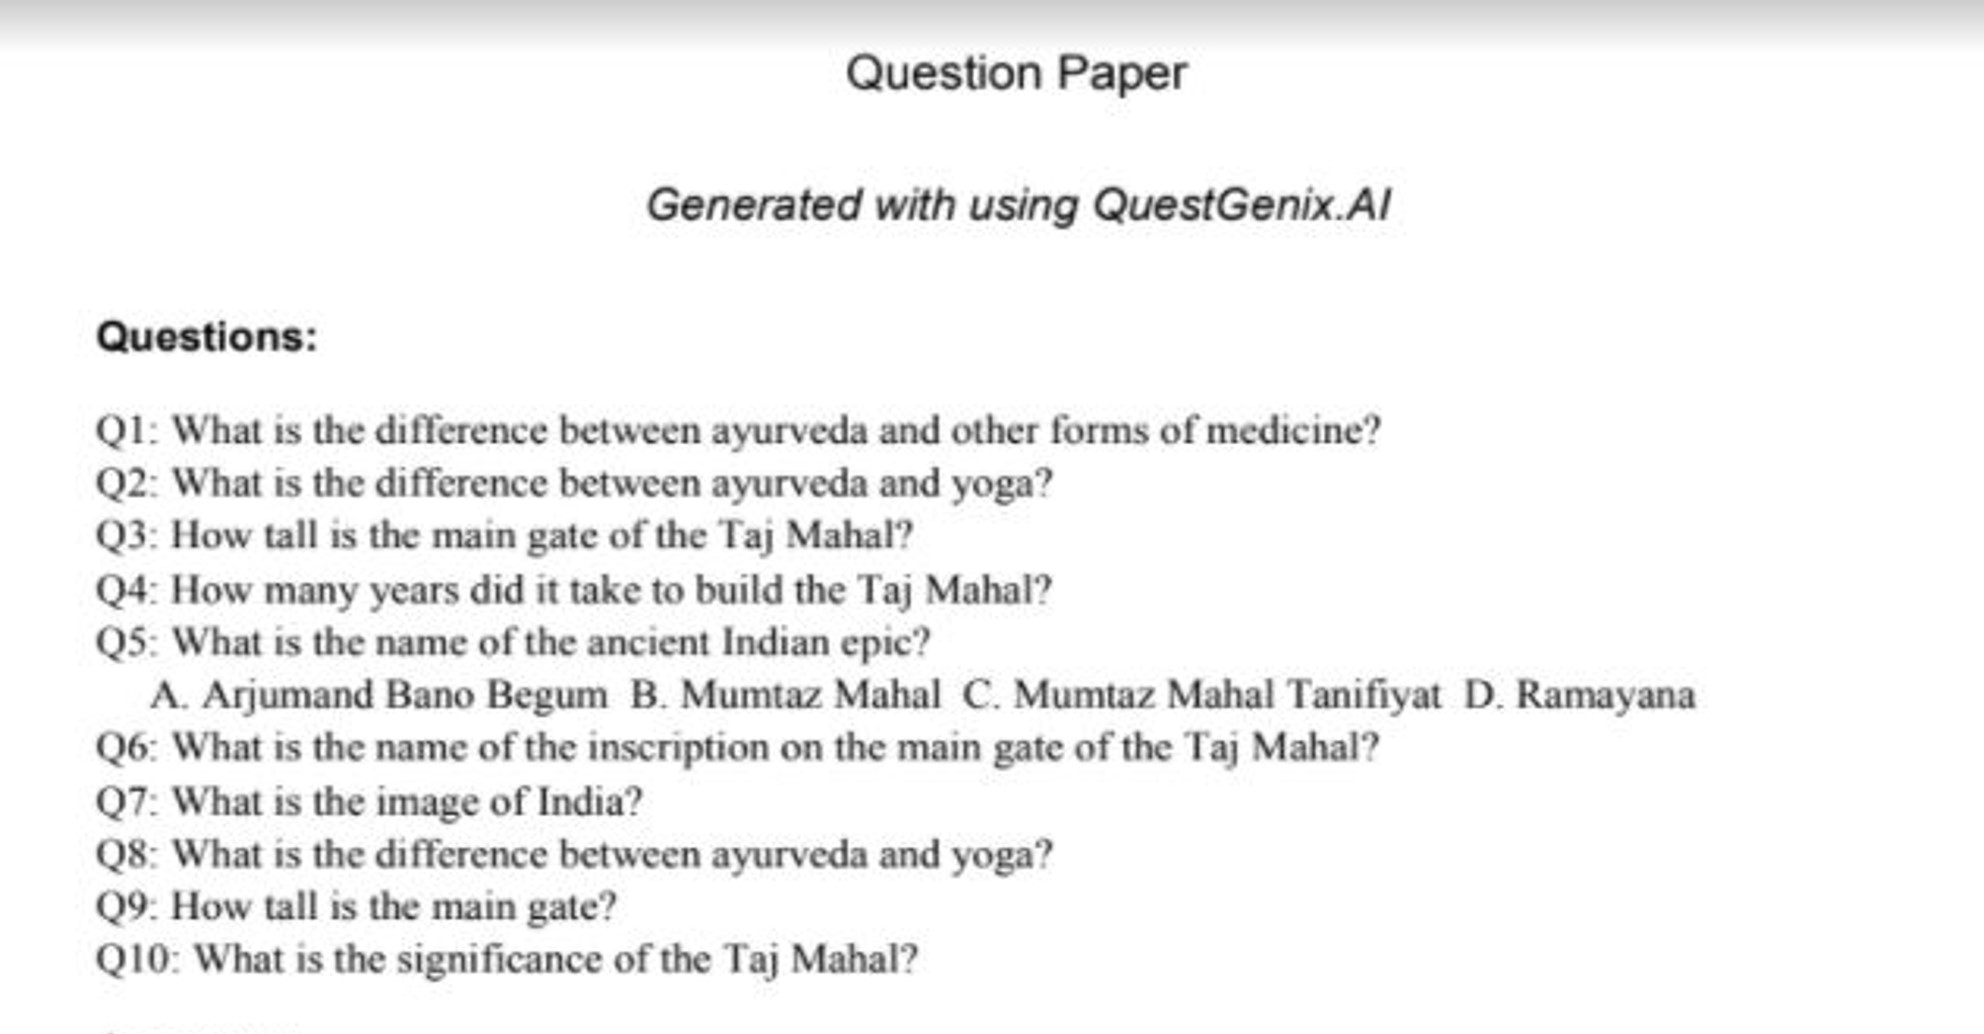 Question Paper
Generated with using QuestGenix.AI
Questions:
Q1: What is the difference between ayurveda and other forms of medicine?
Q2: What is the difference between ayurveda and yoga?
Q3: How tall is the main gate of the Taj Mahal?
Q4: How many years did it take to build the Taj Mahal?
Q5: What is the name of the ancient Indian epic?
A. Arjumand Bano Begum B. Mumtaz Mahal C. Mumtaz Mahal Tanifiyat D. Ramayana
Q6: What is the name of the inscription on the main gate of the Taj Mahal?
Q7: What is the image of India?
Q8: What is the difference between ayurveda and yoga?
Q9: How tall is the main gate?
Q10: What is the significance of the Taj Mahal?